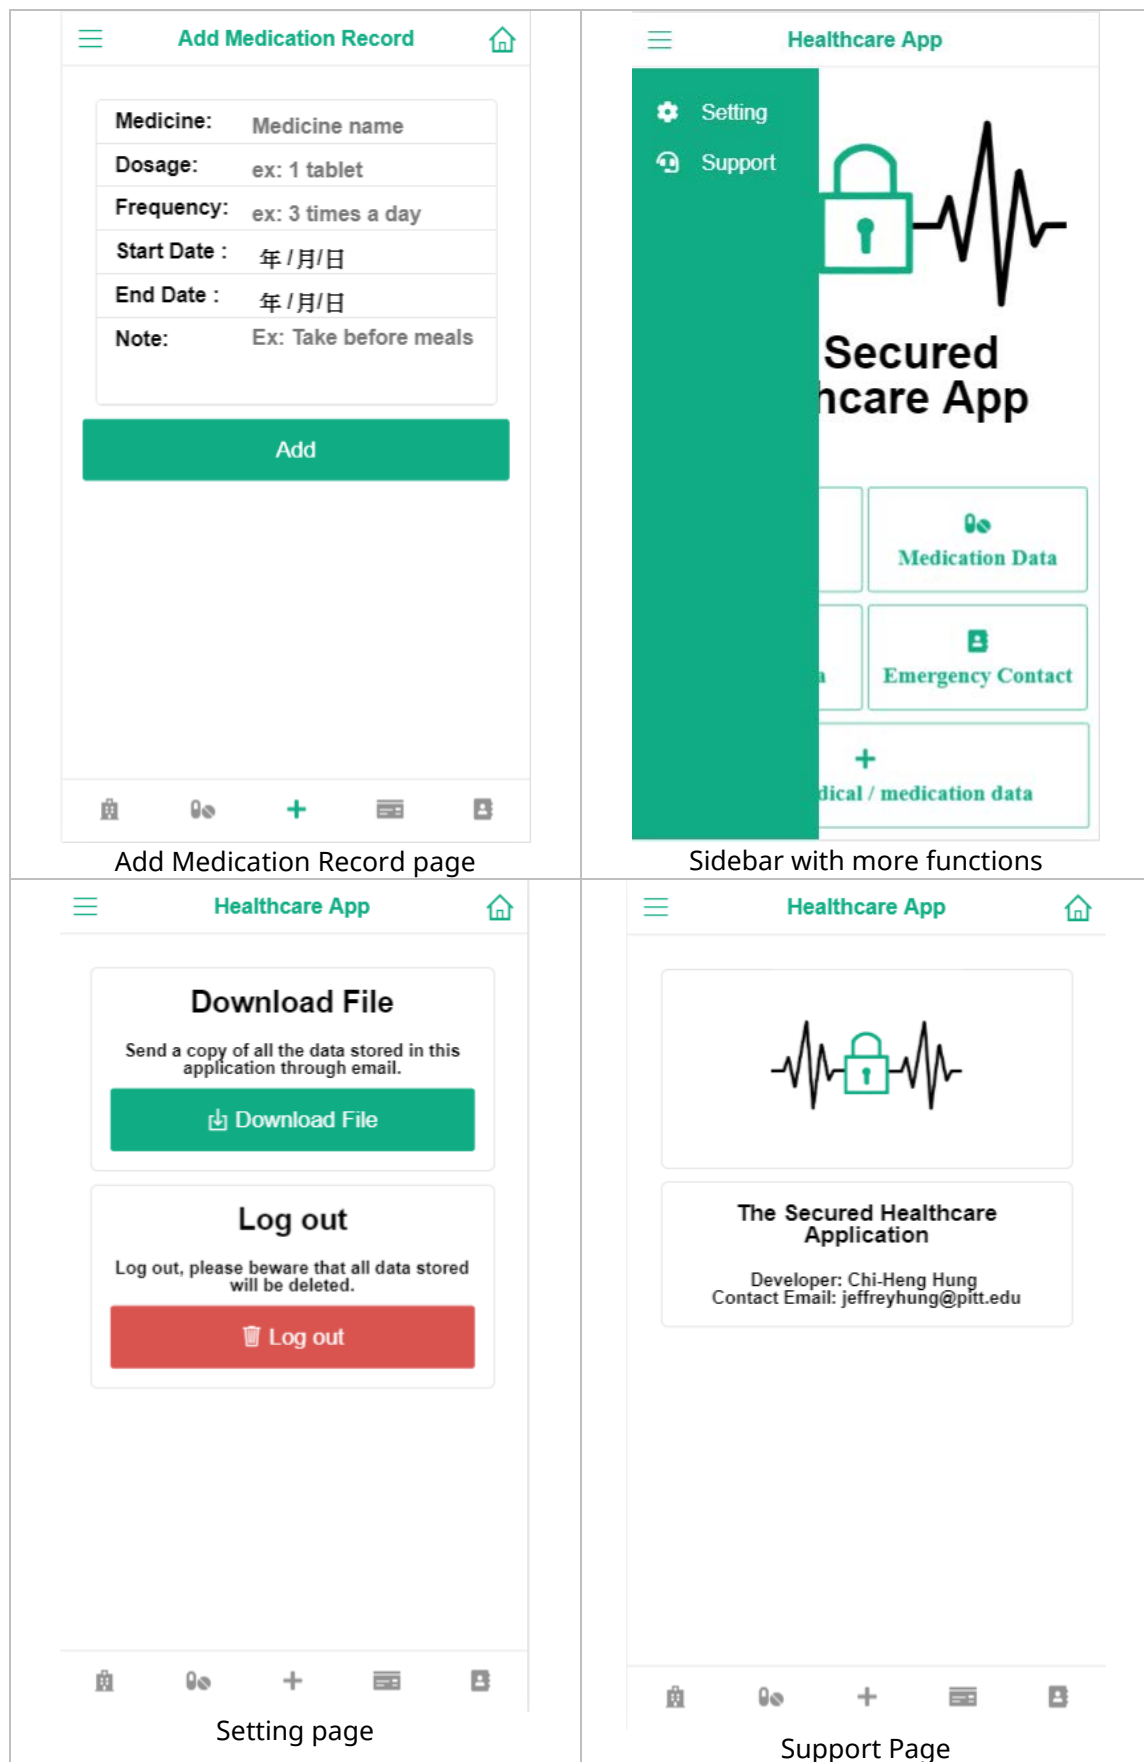 Add Medication Record
Medicine: Medicine name
Dosage: ex: 1 tablet
Frequency: ex: 3 times a day
Start Date : 年 /月/日
End Date : 年 /月/日
Note: Ex: Take before meals
Add
Add Medication Record page
Healthcare App
Setting
Support
Secured
hcare App
Medication Data
a
Emergency Contact
dical / medication data
Sidebar with more functions
Healthcare App
Download File
Send a copy of all the data stored in this
application through email.
Download File
Log out
Log out, please beware that all data stored
will be deleted.
Log out
Setting page
Healthcare App
The Secured Healthcare
Application
Developer: Chi-Heng Hung
Contact Email: jeffreyhung@pitt.edu
Support Page